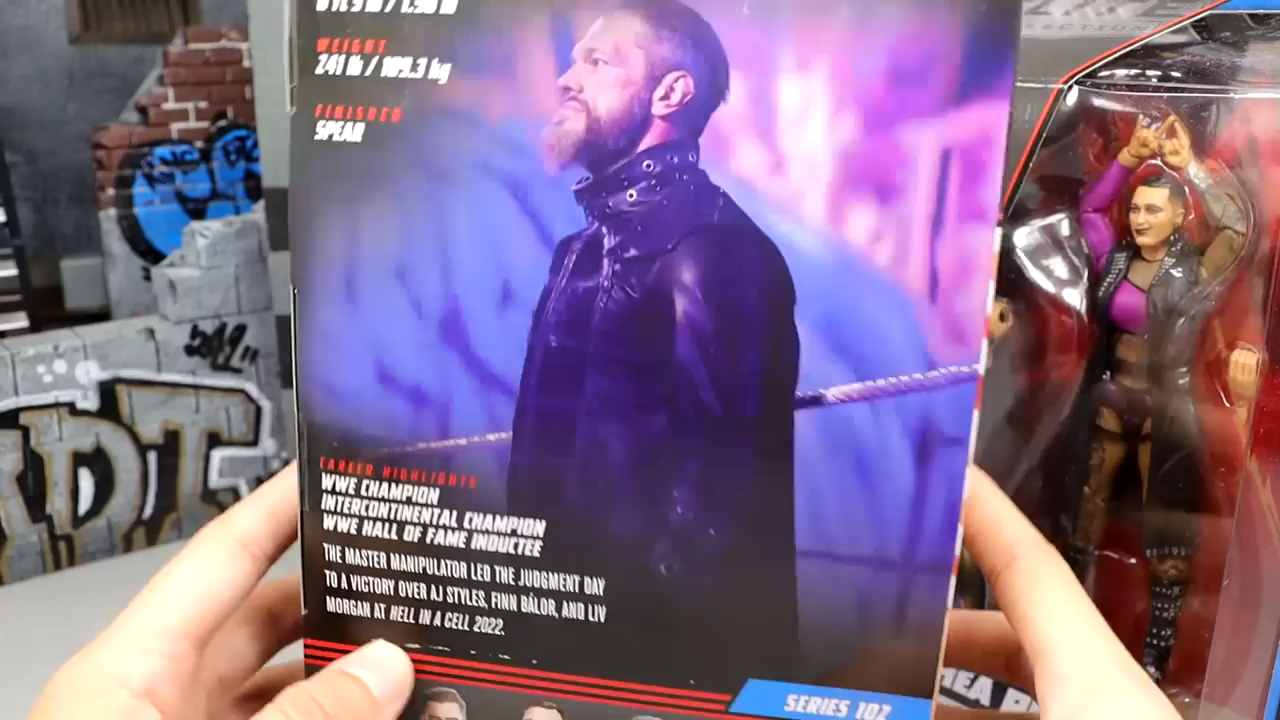 WEIGHT
241 lb / 109.3 kg
FINISHER
SPEAR
CAREER HIGHLIGHTS
WWE CHAMPION
INTERCONTINENTAL CHAMPION
WWE HALL OF FAME INDUCTEE
THE MASTER MANIPULATOR LED THE JUDGMENT DAY
TO A VICTORY OVER AJ STYLES, FINN BÁLOR, AND LIV
MORGAN AT HELL IN A CELL 2022.
SERIES 102